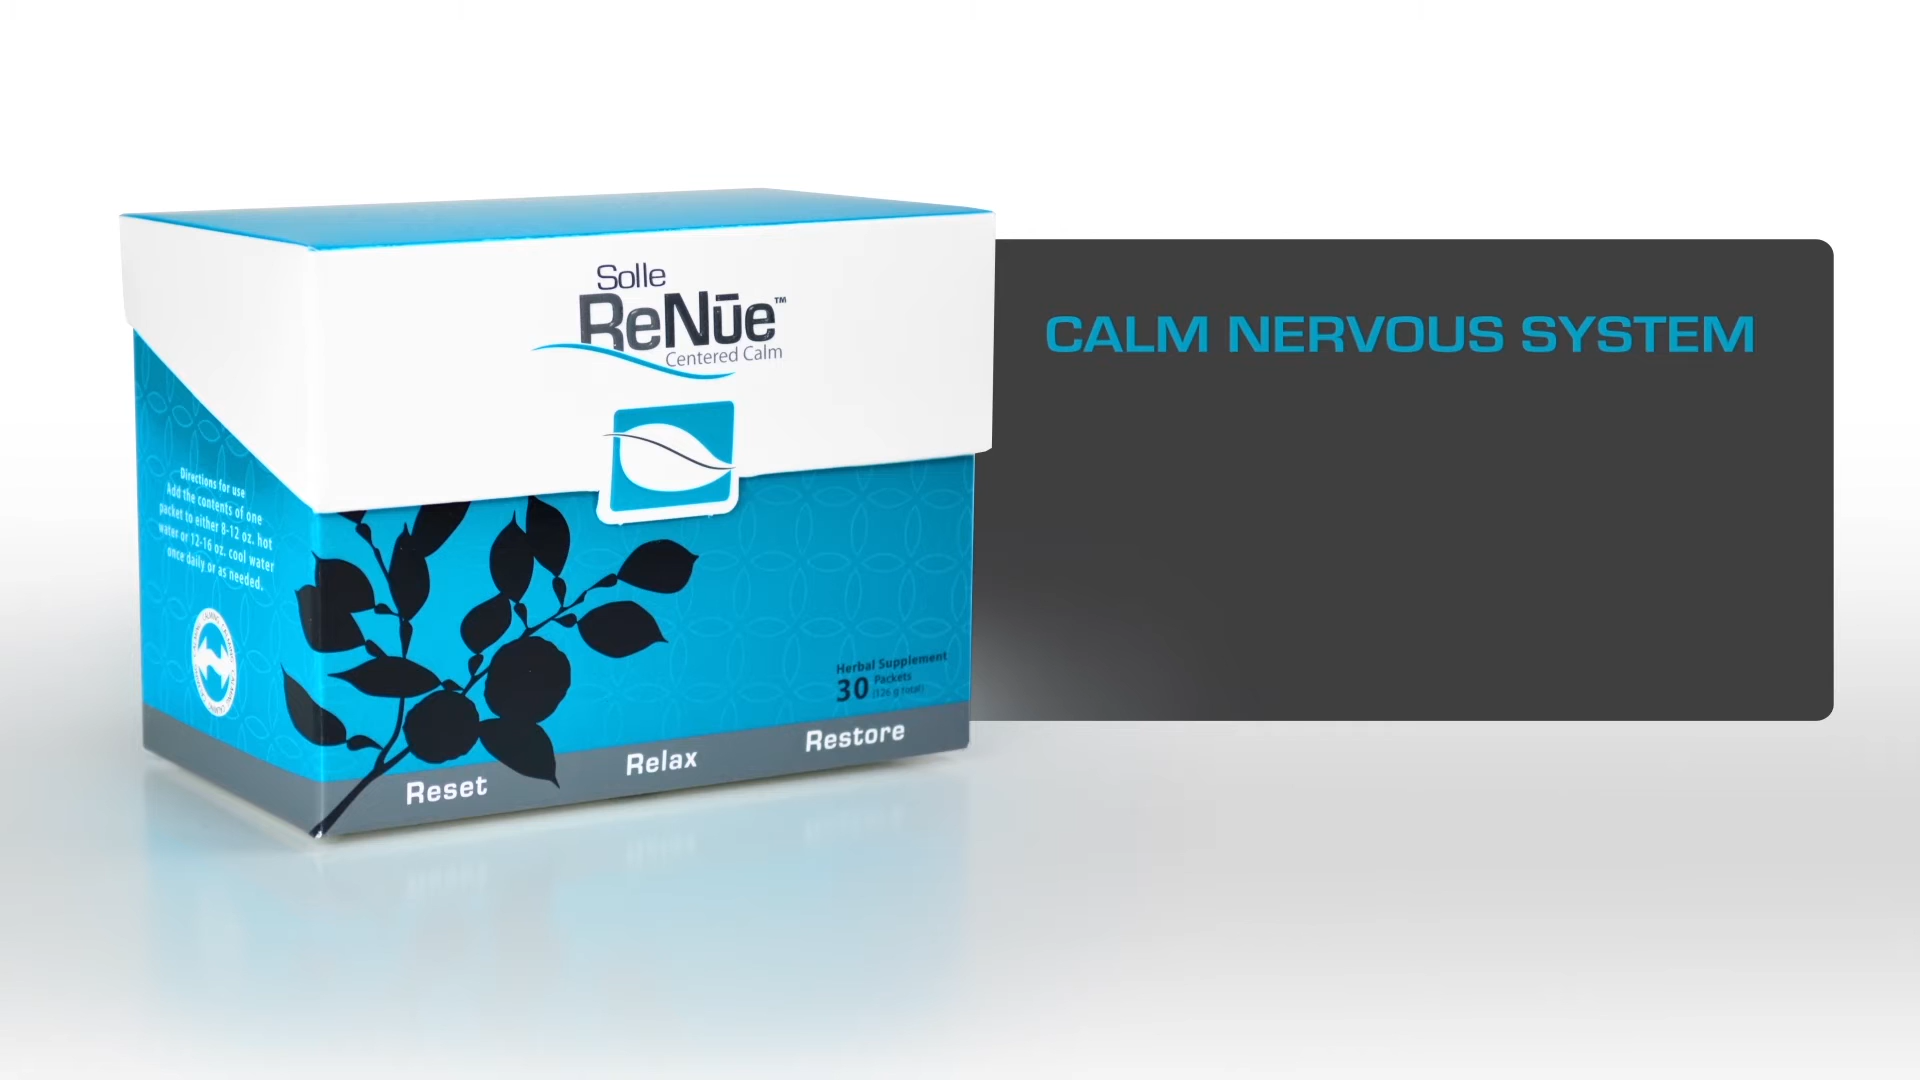 Solle
ReNūe™
Centered Calm
CALM NERVOUS SYSTEM
Directions for use
Add the contents of one
packet to either 8-12 oz. hot
water or 12-16 oz. cool water
once daily or as needed.
Herbal Supplement
30 Packets
(126 g total)
Reset
Relax
Restore